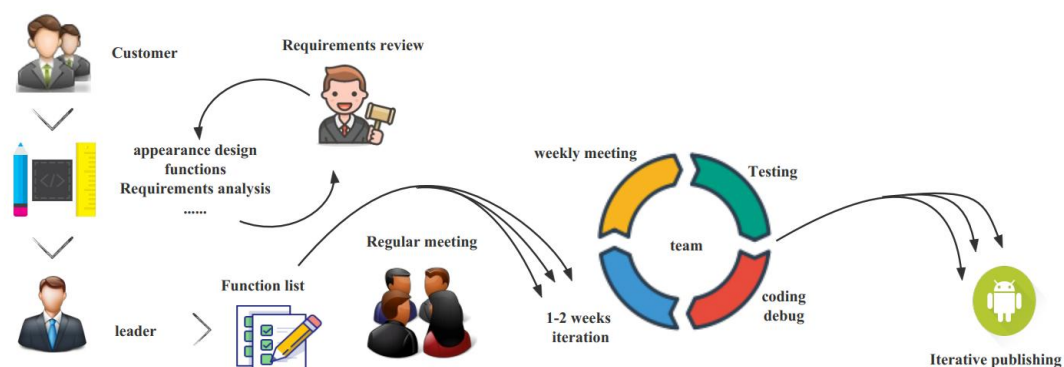 Customer
Requirements review
appearance design
functions
Requirements analysis
......
</>
leader
Function list
Regular meeting
weekly meeting
Testing
team
1-2 weeks
iteration
coding
debug
Iterative publishing